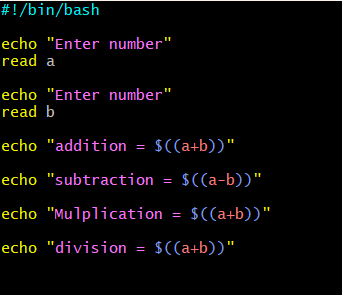 #!/bin/bash
echo "Enter number"
read a
echo "Enter number"
read b
echo "addition = $((a+b))"
echo "subtraction = $((a-b))"
echo "Mulplication = $((a+b))"
echo "division = $((a+b))"